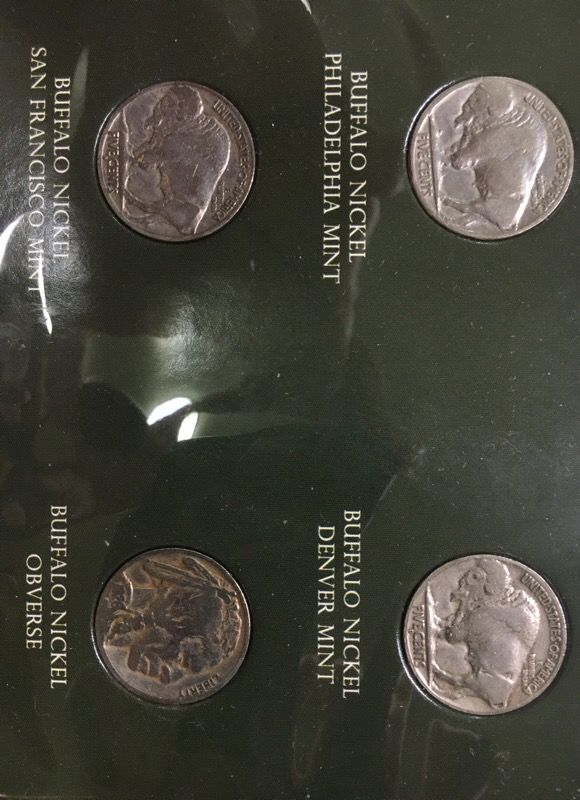 UNITED STATES OF AMERICA
FIVE CENTS
BUFFALO NICKEL
PHILADELPHIA MINT
UNITED STATES OF AMERICA
FIVE CENTS
BUFFALO NICKEL
DENVER MINT
UNITED STATES OF AMERICA
FIVE CENTS
BUFFALO NICKEL
SAN FRANCISCO MINT
LIBERTY
BUFFALO NICKEL
OBVERSE